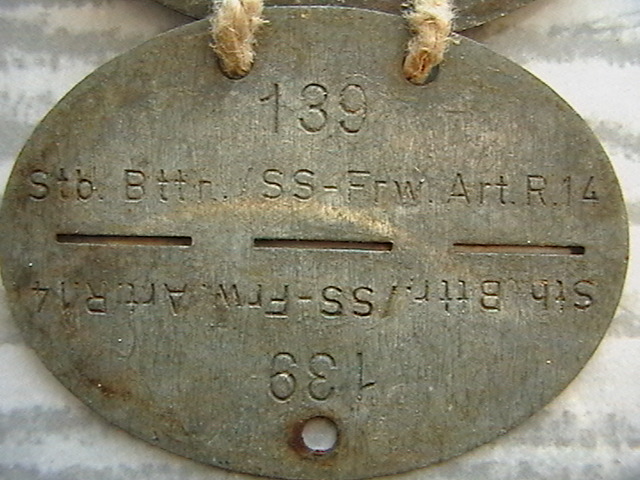 139
Stb. Bttr./SS-Frw. Art. R.14
Stb. Bttr./SS-Frw. Art.R.14
139